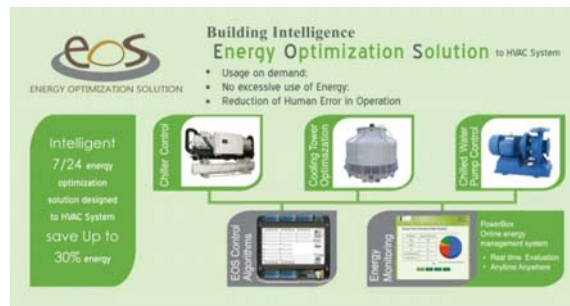 eos
ENERGY OPTIMIZATION SOLUTION
Building Intelligence
Energy Optimization Solution to HVAC System
• Usage on demand:
• No excessive use of Energy:
• Reduction of Human Error in Operation
Intelligent
7/24 energy
optimization
solution designed
to HVAC System
save Up to
30% energy
Chiller Control
Cooling Tower
Optimazation
Chilled Water
Pump Control
EOS Control
Algorithms
Energy
Monitoring
PowerBox
Online energy
management system
• Real time Evaluation
• Anytime Anywhere